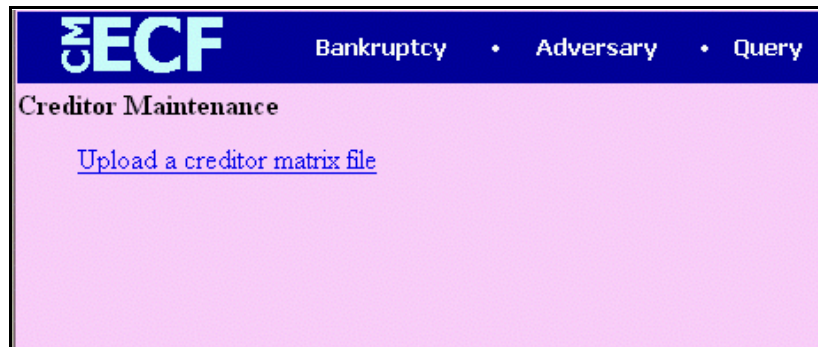 CM ECF Bankruptcy • Adversary • Query
Creditor Maintenance
Upload a creditor matrix file